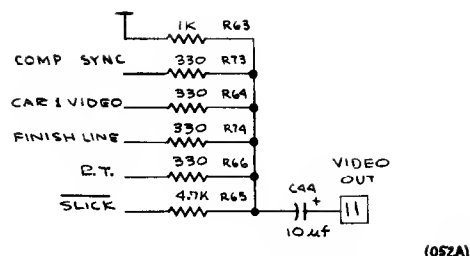 1K R63
COMP SYNC 330 R73
CAR 1 VIDEO 330 R64
FINISH LINE 330 R74
R.T. 330 R66
SLICK 4.7K R65
C44
+
10 uf
VIDEO
OUT
11
(052A)